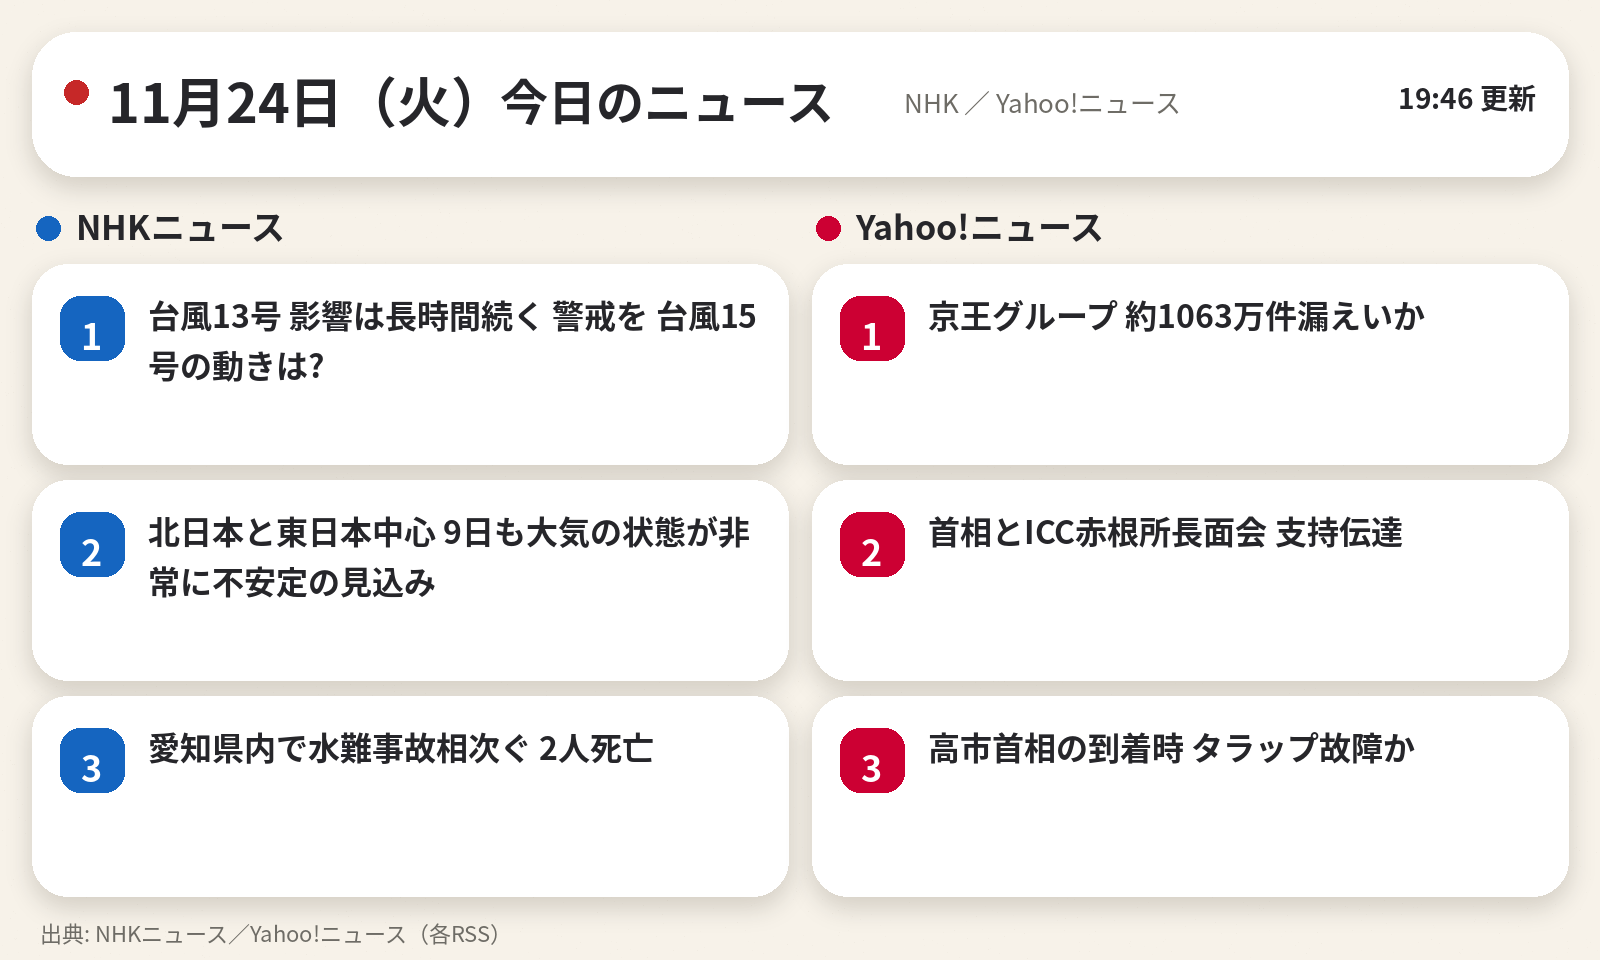 11月24日（火）今日のニュース
NHK ／ Yahoo!ニュース
19:46 更新
NHKニュース
1
台風13号 影響は長時間続く 警戒を 台風15
号の動きは?
2
北日本と東日本中心 9日も大気の状態が非
常に不安定の見込み
3
愛知県内で水難事故相次ぐ 2人死亡
Yahoo!ニュース
1
京王グループ 約1063万件漏えいか
2
首相とICC赤根所長面会 支持伝達
3
高市首相の到着時 タラップ故障か
出典: NHKニュース／Yahoo!ニュース（各RSS）